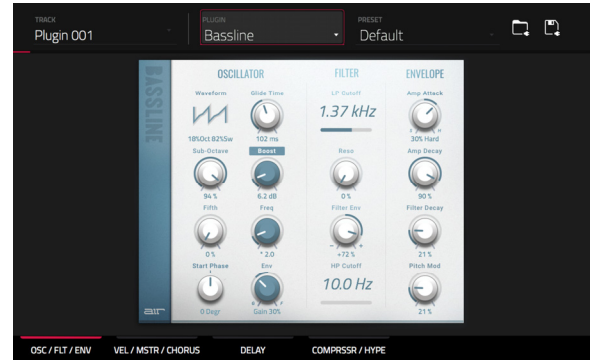 TRACK
Plugin 001
PLUGIN
Bassline
PRESET
Default
BASSLINE
OSCILLATOR
FILTER
ENVELOPE
Waveform
Glide Time
LP Cutoff
Amp Attack
1.37 kHz
18%Oct:82%Sw
102 ms
30% Hard
Sub-Octave
Boost
Reso
Amp Decay
94 %
6.2 dB
0 %
90 %
Fifth
Freq
Filter Env
Filter Decay
0 %
* 2.0
+72 %
21 %
Start Phase
Env
HP Cutoff
Pitch Mod
10.0 Hz
0 Degr
Gain 30%
21 %
air
OSC / FLT / ENV
VEL / MSTR / CHORUS
DELAY
COMPRSSR / HYPE